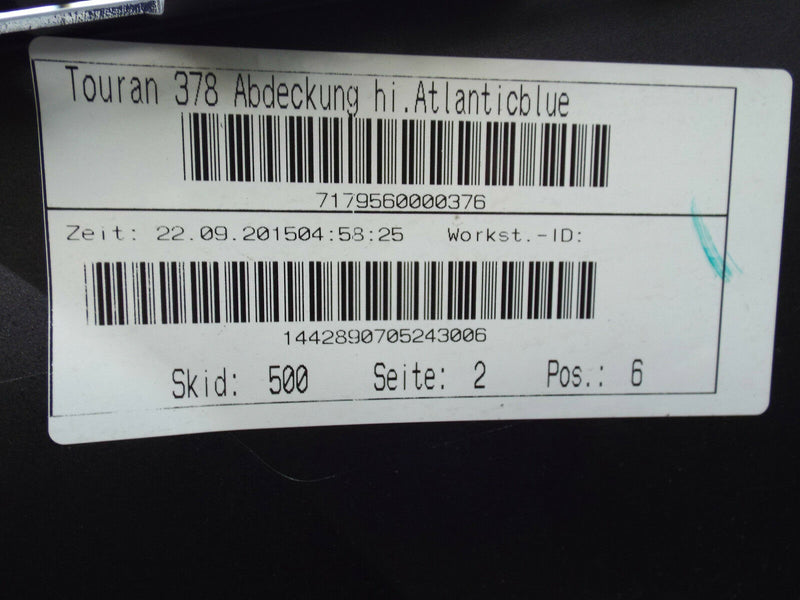 Touran 378 Abdeckung hi.Atlanticblue
7179560000376
Zeit: 22.09.201504:58:25 Workst.-ID:
1442890705243006
Skid: 500 Seite: 2 Pos.: 6